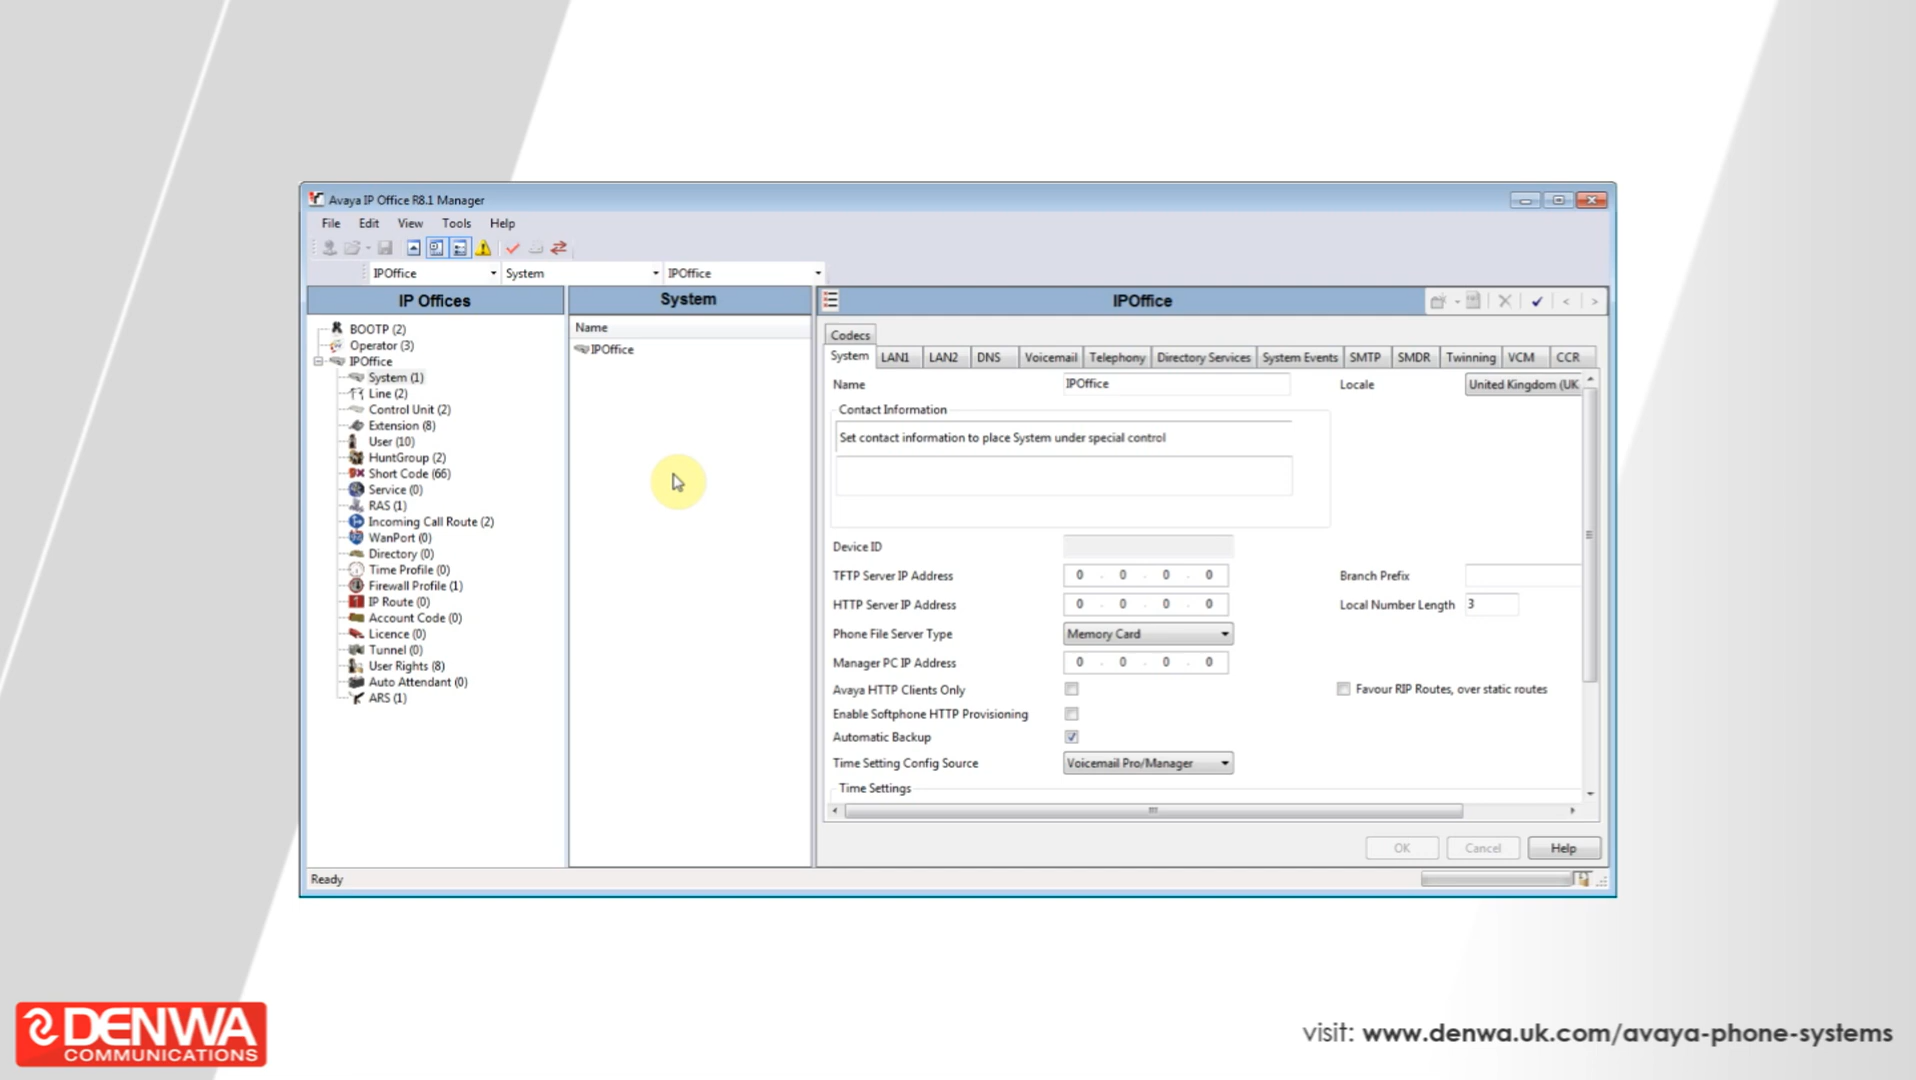 Avaya IP Office R8.1 Manager
File Edit View Tools Help
IPOffice System IPOffice
IP Offices
BOOTP (2)
Operator (3)
IPOffice
System (1)
Line (2)
Control Unit (2)
Extension (8)
User (10)
HuntGroup (2)
Short Code (66)
Service (0)
RAS (1)
Incoming Call Route (2)
WanPort (0)
Directory (0)
Time Profile (0)
Firewall Profile (1)
IP Route (0)
Account Code (0)
Licence (0)
Tunnel (0)
User Rights (8)
Auto Attendant (0)
ARS (1)
System
Name
IPOffice
IPOffice
Codecs
System LAN1 LAN2 DNS Voicemail Telephony Directory Services System Events SMTP SMDR Twinning VCM CCR
Name IPOffice Locale United Kingdom (UK
Contact Information
Set contact information to place System under special control
Device ID
TFTP Server IP Address 0 . 0 . 0 . 0 Branch Prefix
HTTP Server IP Address 0 . 0 . 0 . 0 Local Number Length 3
Phone File Server Type Memory Card
Manager PC IP Address 0 . 0 . 0 . 0
Avaya HTTP Clients Only Favour RIP Routes, over static routes
Enable Softphone HTTP Provisioning
Automatic Backup
Time Setting Config Source Voicemail Pro/Manager
Time Settings
OK Cancel Help
Ready
DENWA
COMMUNICATIONS
visit: www.denwa.uk.com/avaya-phone-systems